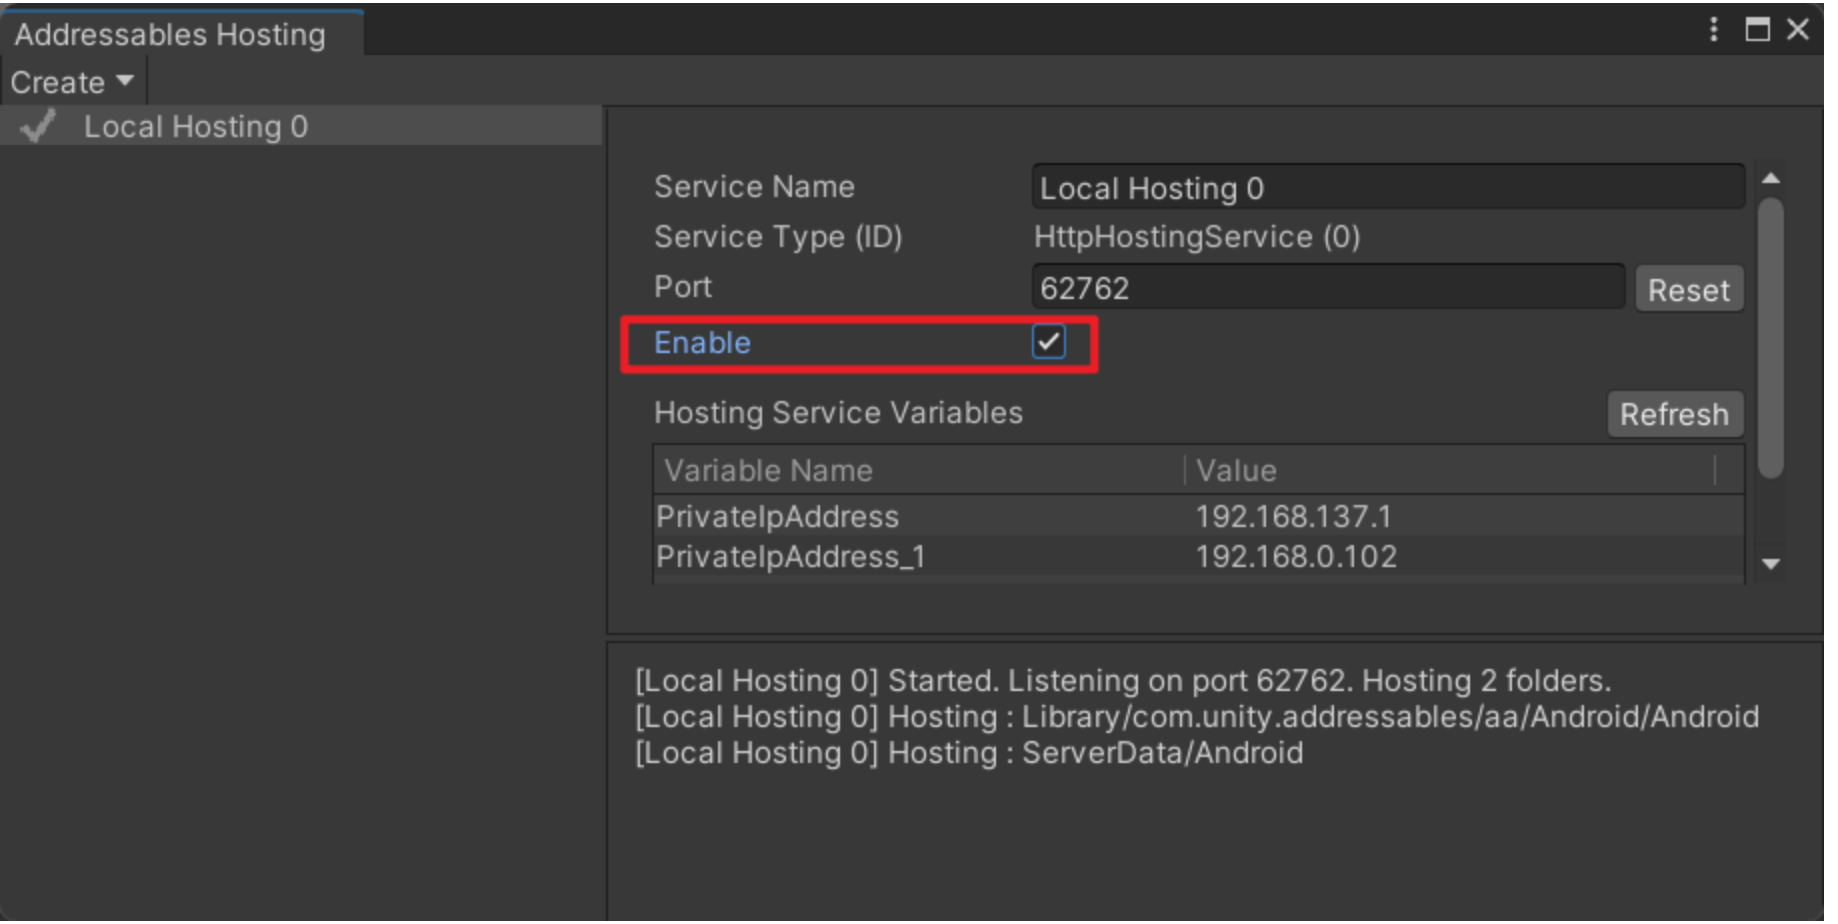 Addressables Hosting
Create
Local Hosting 0
Service Name Local Hosting 0
Service Type (ID) HttpHostingService (0)
Port 62762 Reset
Enable
Hosting Service Variables Refresh
Variable Name Value
PrivateIpAddress 192.168.137.1
PrivateIpAddress_1 192.168.0.102
[Local Hosting 0] Started. Listening on port 62762. Hosting 2 folders.
[Local Hosting 0] Hosting : Library/com.unity.addressables/aa/Android/Android
[Local Hosting 0] Hosting : ServerData/Android